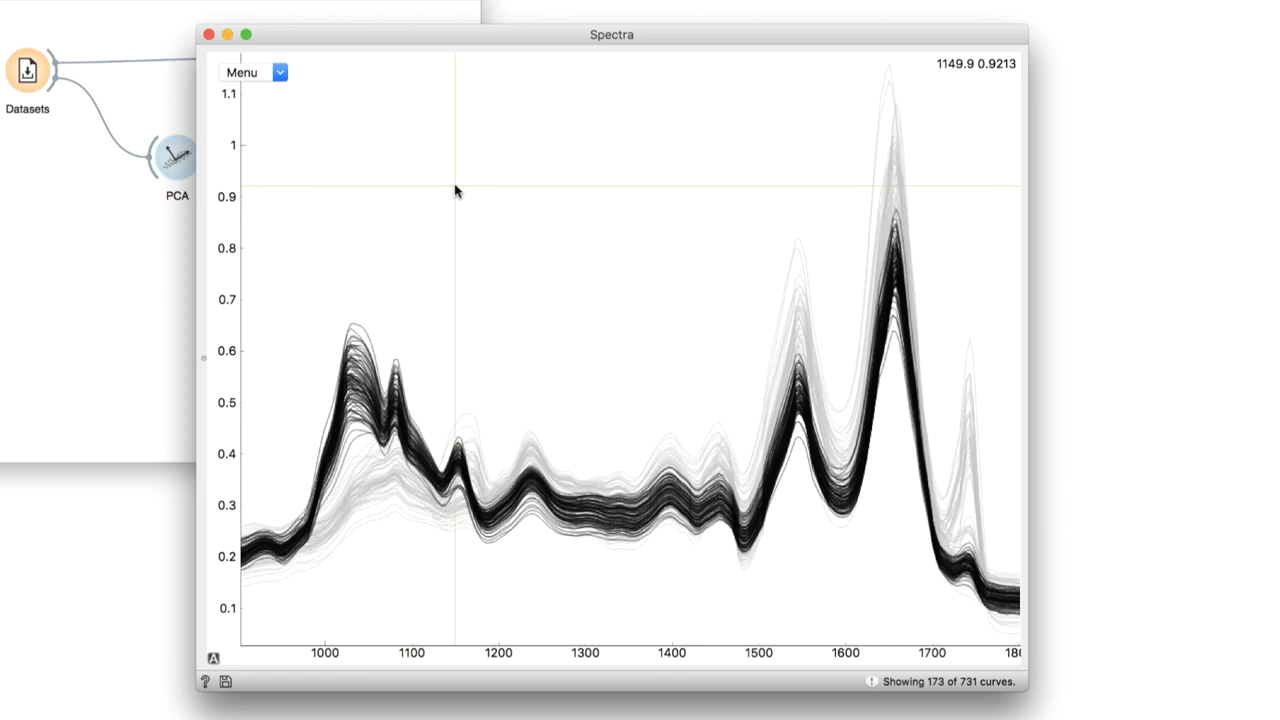 Spectra
Menu
1149.9 0.9213
Datasets
PCA
1.1
1
0.9
0.8
0.7
0.6
0.5
0.4
0.3
0.2
0.1
1000 1100 1200 1300 1400 1500 1600 1700
A
? ! Showing 173 of 731 curves.